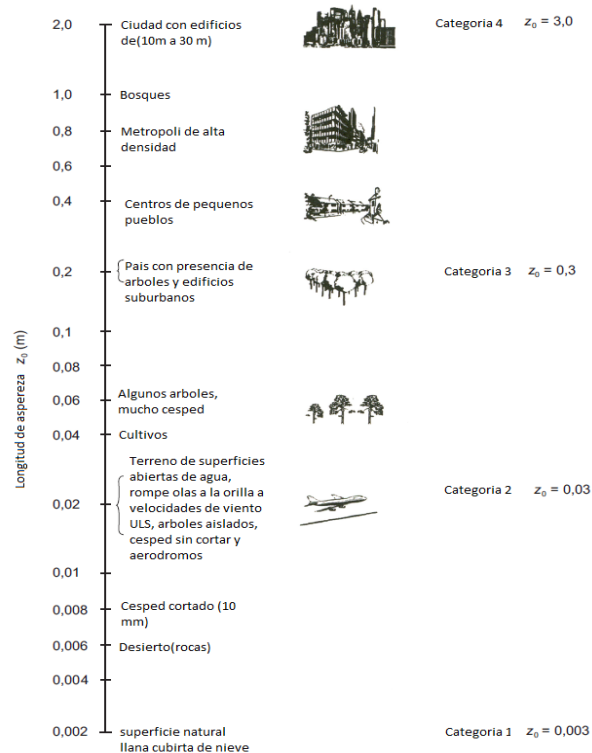 2,0
Ciudad con edificios
de(10m a 30 m)
Categoria 4 z₀ = 3,0
1,0
Bosques
0,8
Metropoli de alta
densidad
0,6
0,4
Centros de pequenos
pueblos
0,2
Pais con presencia de
arboles y edificios
suburbanos
Categoria 3 z₀ = 0,3
0,1
0,08
0,06
Algunos arboles,
mucho cesped
0,04
Cultivos
Terreno de superficies
abiertas de agua,
rompe olas a la orilla a
velocidades de viento
ULS, arboles aislados,
cesped sin cortar y
aerodromos
0,02
Categoria 2 z₀ = 0,03
0,01
0,008
Cesped cortado (10
mm)
0,006
Desierto(rocas)
0,004
0,002
superficie natural
llana cubirta de nieve
Categoria 1 z₀ = 0,003
Longitud de aspereza z₀ (m)